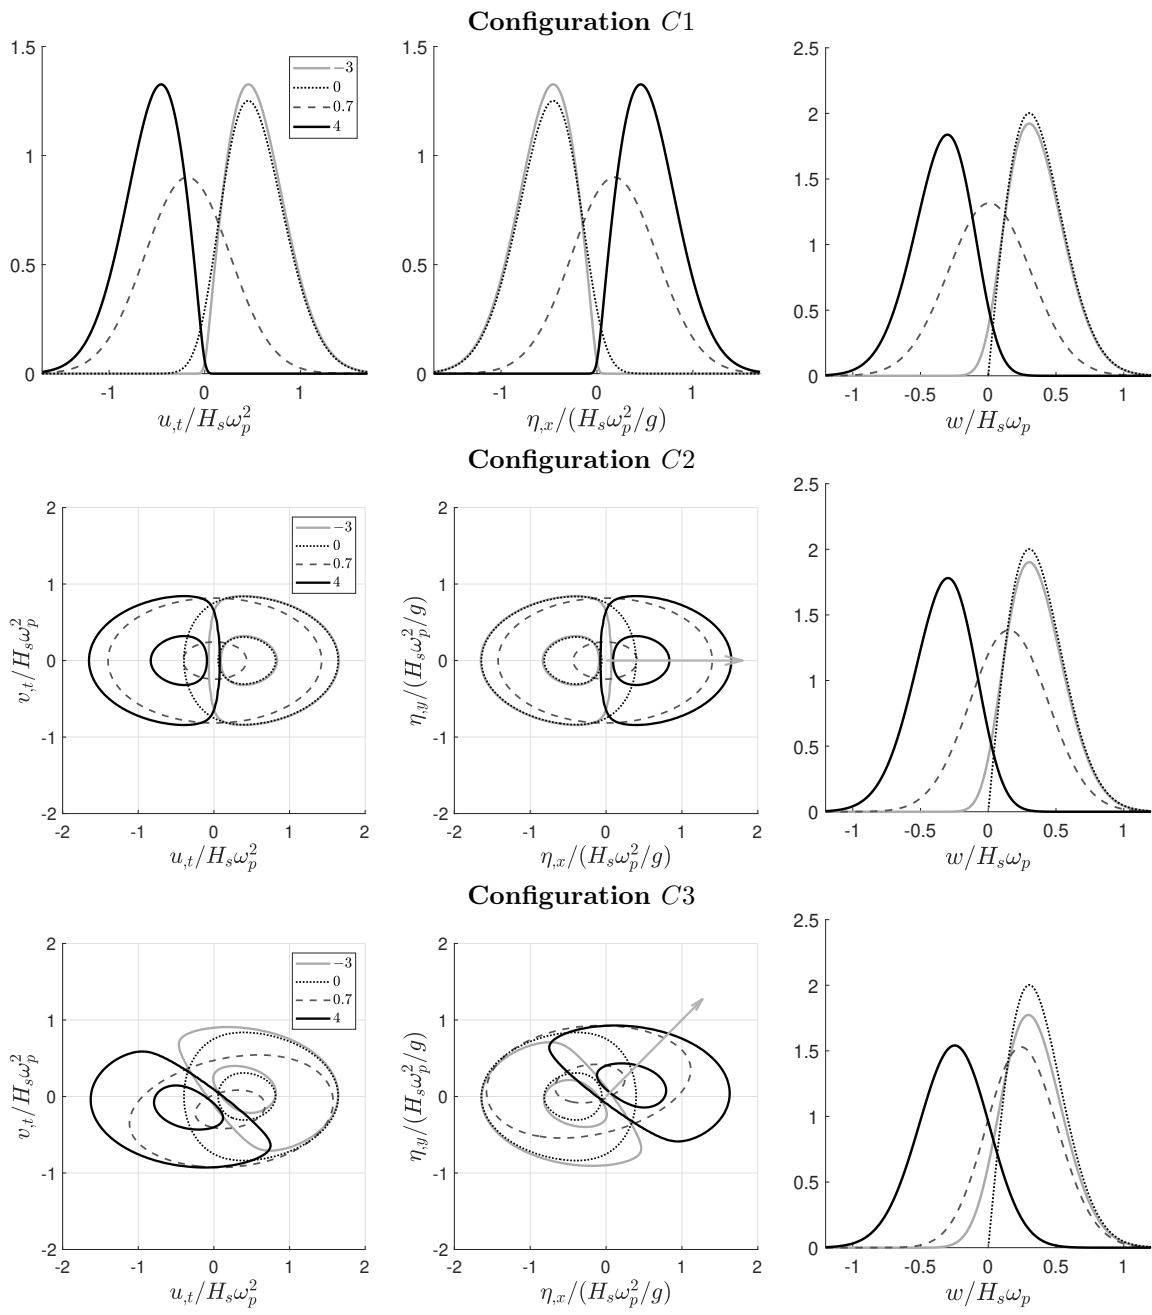 Configuration C1
1.5
1
0.5
0
-1 0 1
u,t/Hsωp²
−3
0
0.7
4
-1 0 1
η,x/(Hsωp²/g)
2.5
2
1.5
1
0.5
0
-1 -0.5 0 0.5 1
w/Hsωp
Configuration C2
2
1
0
-1
-2
-2 -1 0 1 2
v,t/Hsωp²
u,t/Hsωp²
−3
0
0.7
4
2
1
0
-1
-2
-2 -1 0 1 2
η,y/(Hsωp²/g)
η,x/(Hsωp²/g)
2.5
2
1.5
1
0.5
0
-1 -0.5 0 0.5 1
w/Hsωp
Configuration C3
2
1
0
-1
-2
-2 -1 0 1 2
v,t/Hsωp²
u,t/Hsωp²
−3
0
0.7
4
2
1
0
-1
-2
-2 -1 0 1 2
η,y/(Hsωp²/g)
η,x/(Hsωp²/g)
2.5
2
1.5
1
0.5
0
-1 -0.5 0 0.5 1
w/Hsωp